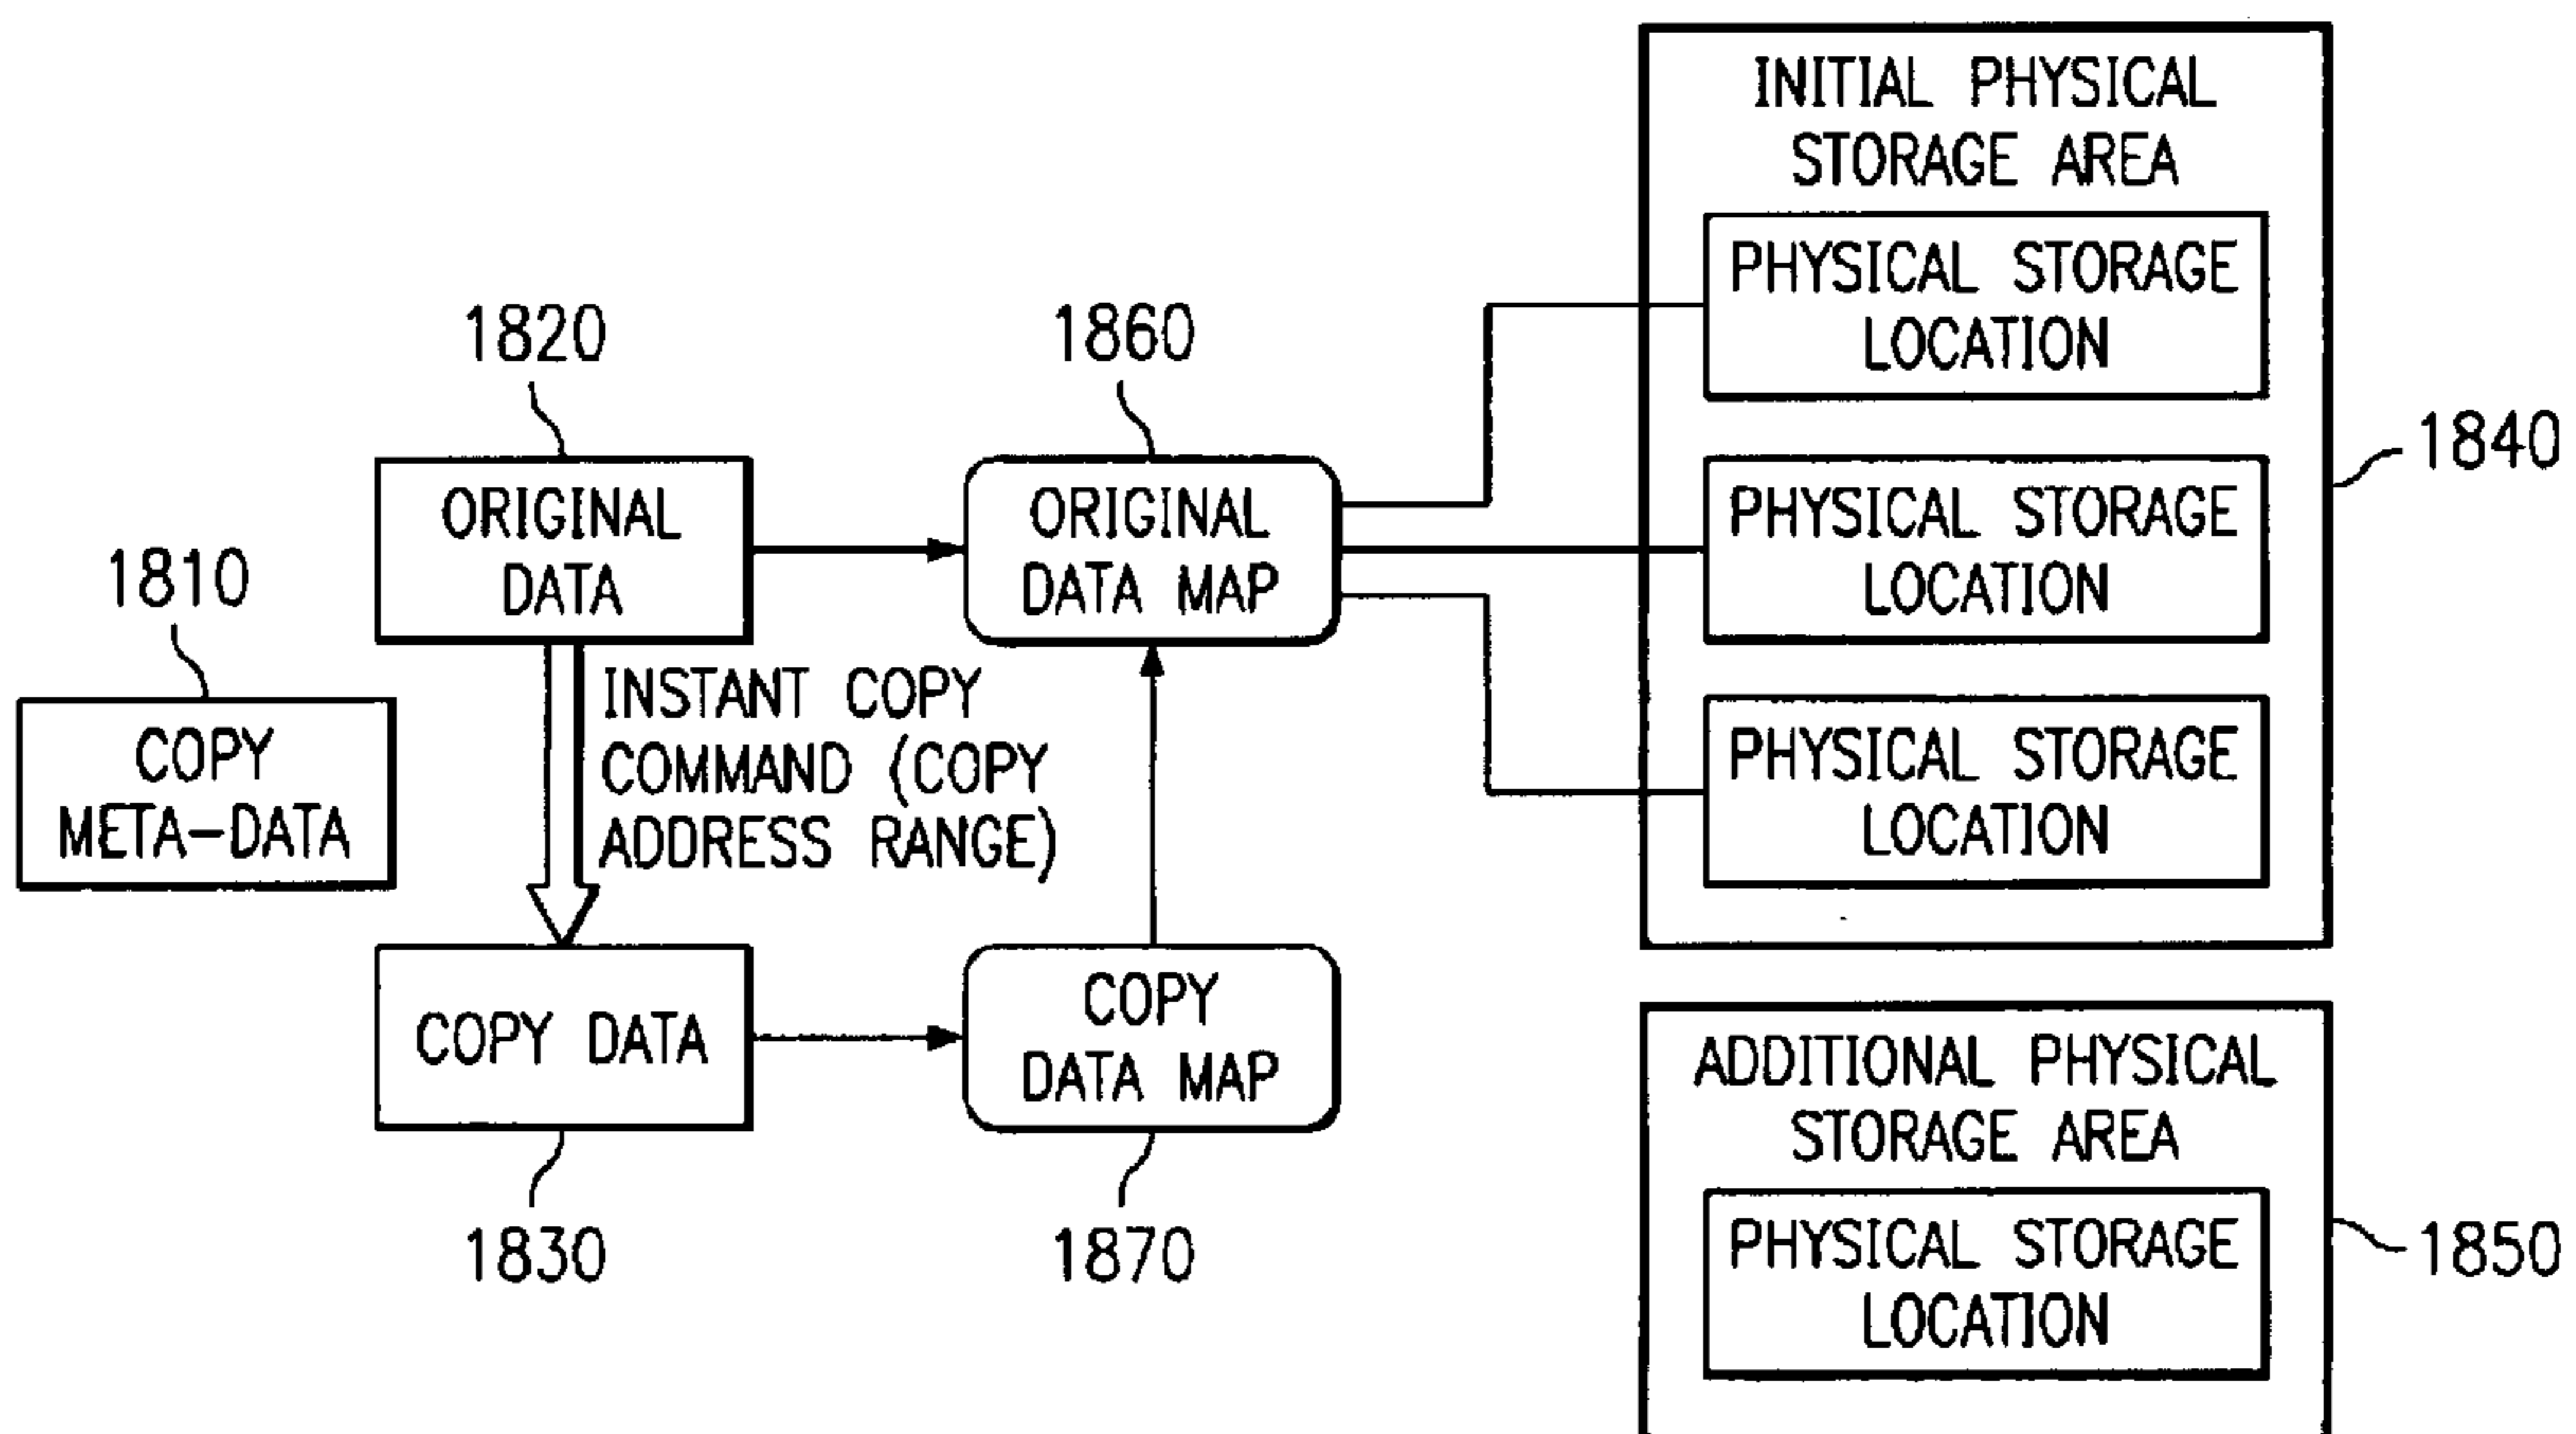 INITIAL PHYSICAL
STORAGE AREA
PHYSICAL STORAGE
LOCATION
1820
1860
1840
ORIGINAL
DATA
ORIGINAL
DATA MAP
PHYSICAL STORAGE
LOCATION
1810
COPY
META-DATA
INSTANT COPY
COMMAND (COPY
ADDRESS RANGE)
PHYSICAL STORAGE
LOCATION
COPY DATA
COPY
DATA MAP
1830
1870
ADDITIONAL PHYSICAL
STORAGE AREA
PHYSICAL STORAGE
LOCATION
1850